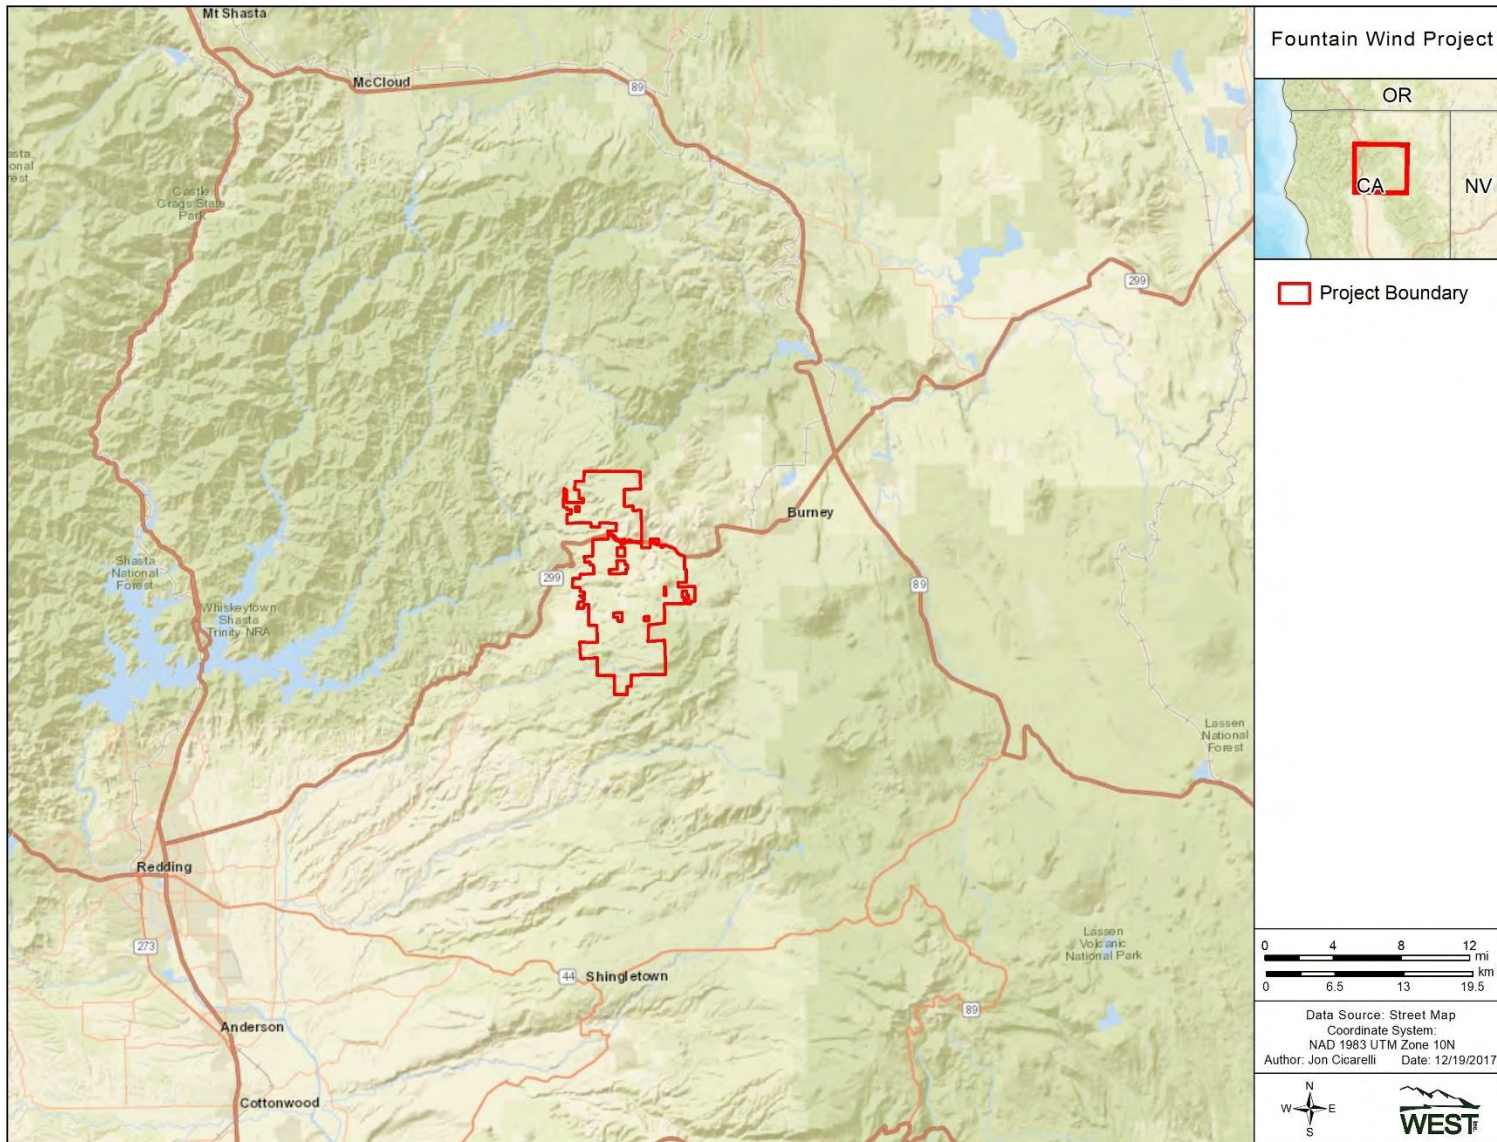 Mt Shasta
McCloud
89
Castle
Crags State
Park
299
Burney
299
89
Shasta
National
Forest
Whiskeytown
Shasta
Trinity NRA
Lassen
National
Forest
Redding
273
44
Shingletown
Lassen
Volcanic
National Park
89
Anderson
Cottonwood
Fountain Wind Project
OR
CA
NV
Project Boundary
0 4 8 12
mi
km
0 6.5 13 19.5
Data Source: Street Map
Coordinate System:
NAD 1983 UTM Zone 10N
Author: Jon Cicarelli Date: 12/19/2017
N
W E
S
WEST